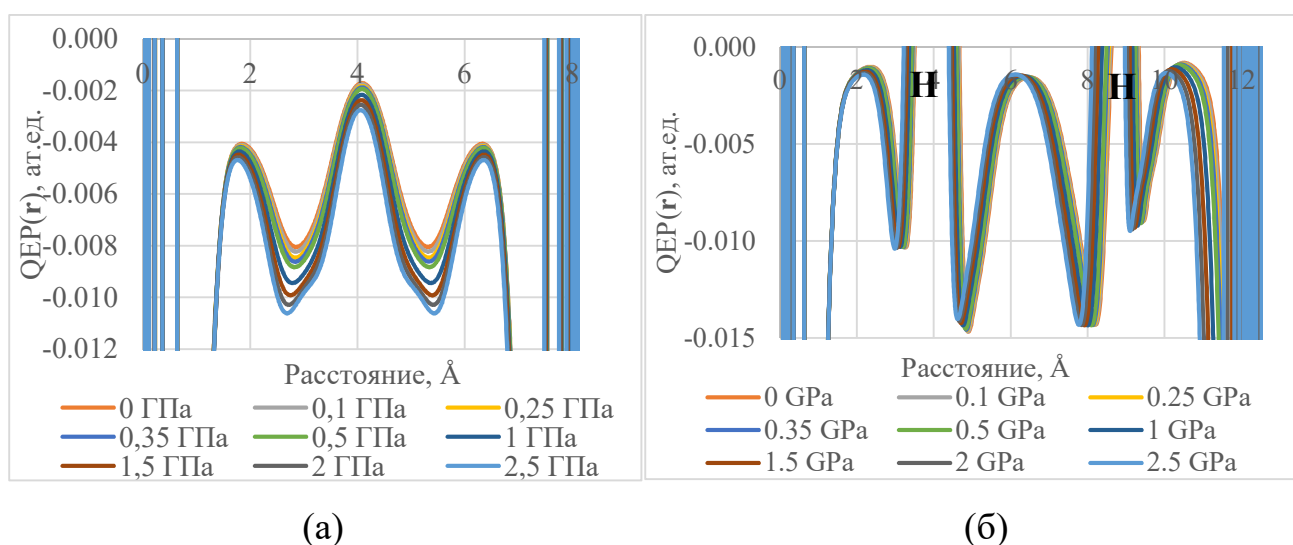 0.000
-0.002
-0.004
-0.006
-0.008
-0.010
-0.012
0 2 4 6 8
QEP(r), ат.ед.
Расстояние, Å
0 ГПа 0,1 ГПа 0,25 ГПа
0,35 ГПа 0,5 ГПа 1 ГПа
1,5 ГПа 2 ГПа 2,5 ГПа
(а)
0.000
-0.005
-0.010
-0.015
0 2 4 6 8 10 12
H H
QEP(r), ат.ед.
Расстояние, Å
0 GPa 0.1 GPa 0.25 GPa
0.35 GPa 0.5 GPa 1 GPa
1.5 GPa 2 GPa 2.5 GPa
(б)